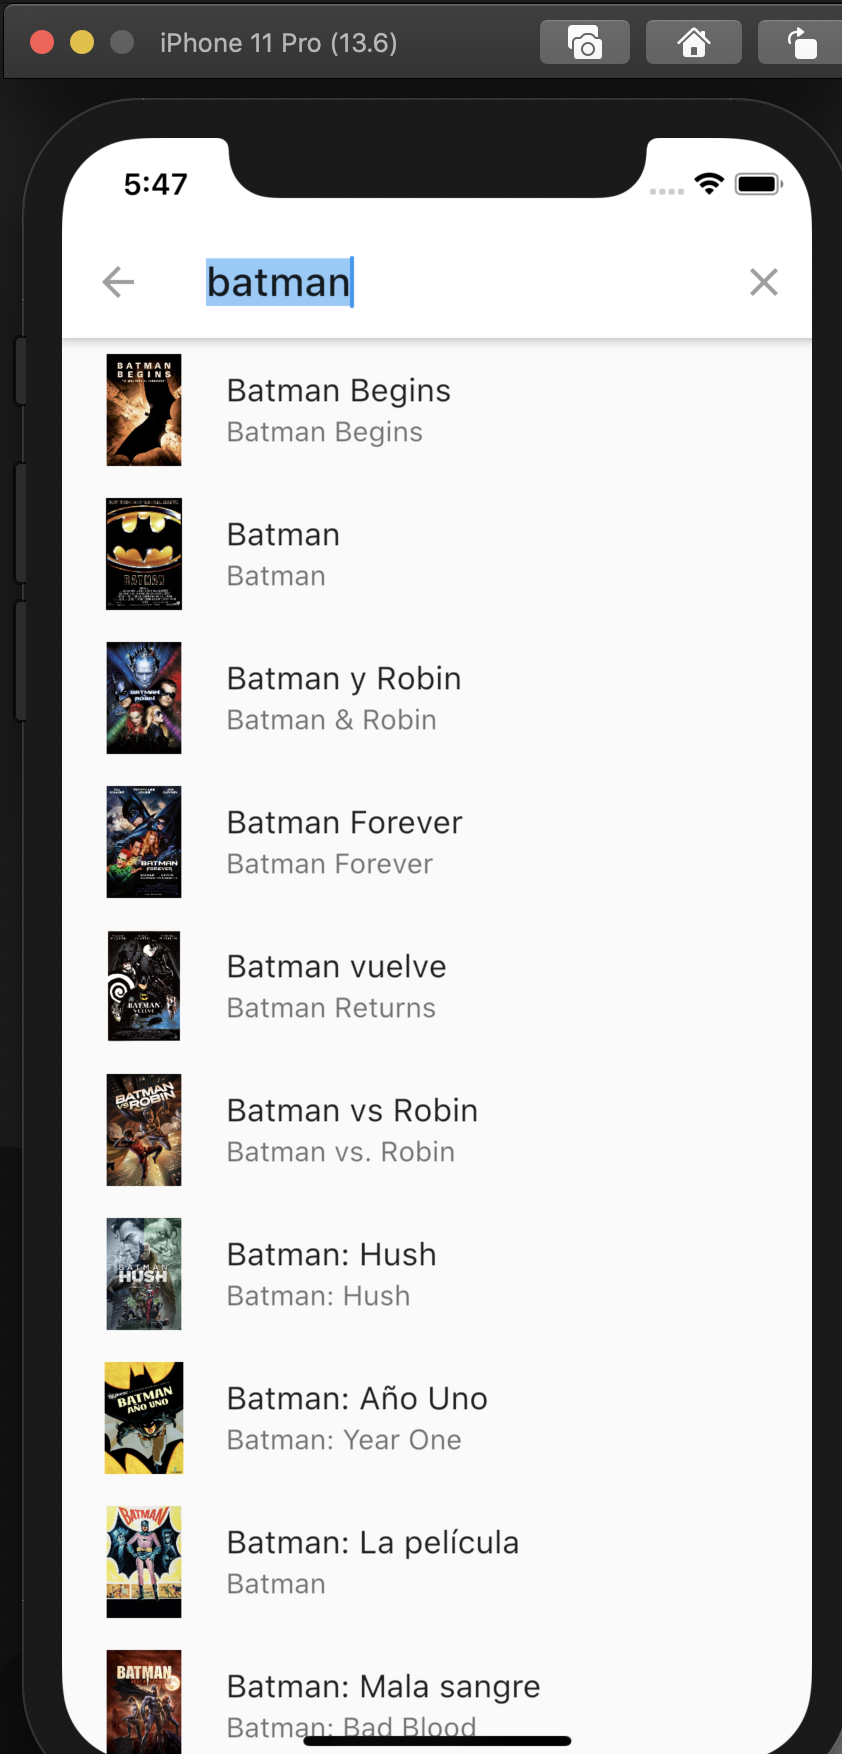 iPhone 11 Pro (13.6)
5:47
batman
BATMAN
BEGINS
Batman Begins
Batman Begins
BATMAN
Batman
Batman
BATMAN
ROBIN
Batman y Robin
Batman & Robin
BATMAN
FOREVER
Batman Forever
Batman Forever
BATMAN
VUELVE
Batman vuelve
Batman Returns
BATMAN
VS ROBIN
Batman vs Robin
Batman vs. Robin
BATMAN
HUSH
Batman: Hush
Batman: Hush
BATMAN
AÑO UNO
Batman: Año Uno
Batman: Year One
BATMAN
Batman: La película
Batman
BATMAN
Batman: Mala sangre
Batman: Bad Blood